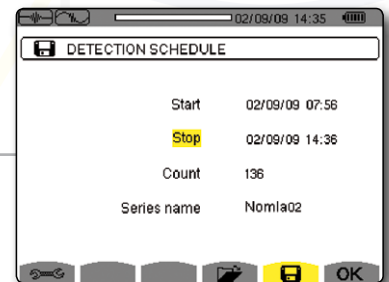 02/09/09 14:35
DETECTION SCHEDULE
Start 02/09/09 07:56
Stop 02/09/09 14:36
Count 136
Series name Nomla02
OK